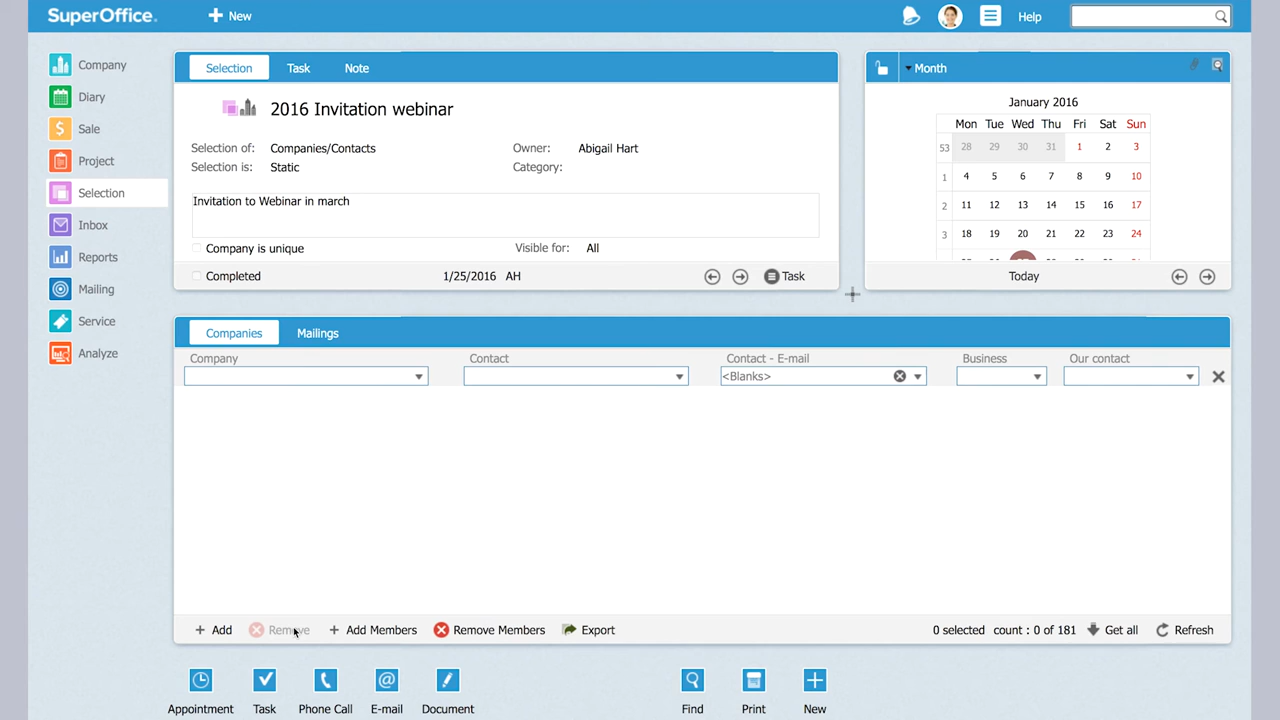 SuperOffice.
New
Help
Company
Diary
Sale
Project
Selection
Inbox
Reports
Mailing
Service
Analyze
Selection Task Note
2016 Invitation webinar
Selection of: Companies/Contacts Owner: Abigail Hart
Selection is: Static Category:
Invitation to Webinar in march
Company is unique Visible for: All
Completed 1/25/2016 AH Task
Month
January 2016
Mon Tue Wed Thu Fri Sat Sun
53 28 29 30 31 1 2 3
1 4 5 6 7 8 9 10
2 11 12 13 14 15 16 17
3 18 19 20 21 22 23 24
Today
Companies Mailings
Company Contact Contact - E-mail Business Our contact
<Blanks>
+ Add Remove + Add Members Remove Members Export 0 selected count : 0 of 181 Get all Refresh
Appointment Task Phone Call E-mail Document Find Print New